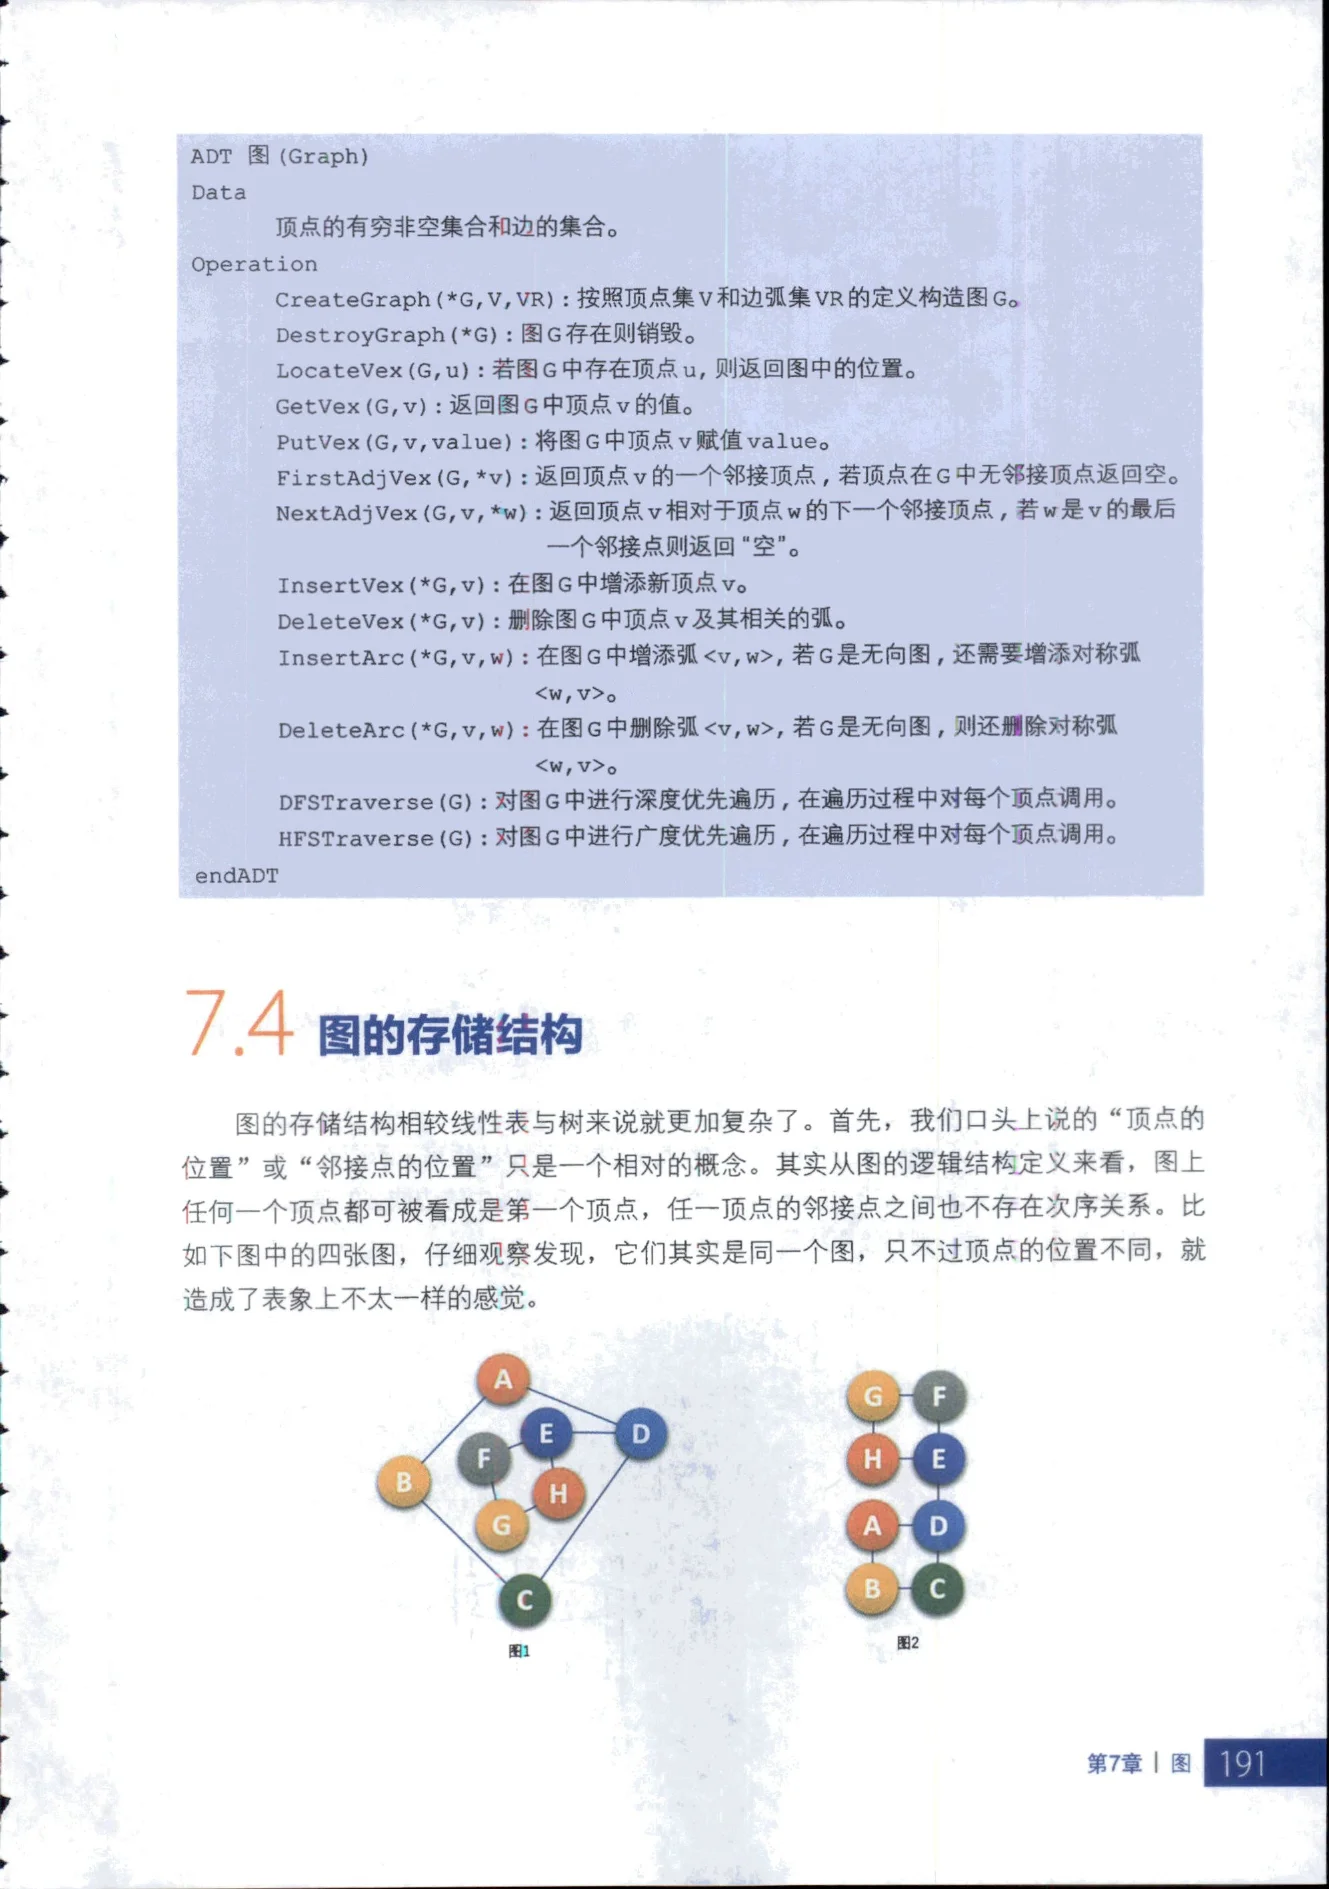 ADT 图(Graph)
Data
顶点的有穷非空集合和边的集合。
Operation
CreateGraph(*G,V,VR):按照顶点集V和边弧集VR的定义构造图G。
DestroyGraph(*G):图G存在则销毁。
LocateVex(G,u):若图G中存在顶点u,则返回图中的位置。
GetVex(G,v):返回图G中顶点v的值。
PutVex(G,v,value):将图G中顶点v赋值value。
FirstAdjVex(G,*v):返回顶点v的一个邻接顶点,若顶点在G中无邻接顶点返回空。
NextAdjVex(G,v,*w):返回顶点v相对于顶点w的下一个邻接顶点,若w是v的最后
一个邻接点则返回“空”。
InsertVex(*G,v):在图G中增添新顶点v。
DeleteVex(*G,v):删除图G中顶点v及其相关的弧。
InsertArc(*G,v,w):在图G中增添弧<v,w>,若G是无向图,还需要增添对称弧
<w,v>。
DeleteArc(*G,v,w):在图G中删除弧<v,w>,若G是无向图,则还删除对称弧
<w,v>。
DFSTraverse(G):对图G中进行深度优先遍历,在遍历过程中对每个顶点调用。
HFSTraverse(G):对图G中进行广度优先遍历,在遍历过程中对每个顶点调用。
endADT
7.4 图的存储结构
图的存储结构相较线性表与树来说就更加复杂了。首先，我们口头上说的“顶点的
位置”或“邻接点的位置”只是一个相对的概念。其实从图的逻辑结构定义来看，图上
任何一个顶点都可被看成是第一个顶点，任一顶点的邻接点之间也不存在次序关系。比
如下图中的四张图，仔细观察发现，它们其实是同一个图，只不过顶点的位置不同，就
造成了表象上不太一样的感觉。
A
E D
F
B H
G
C
图1
G F
H E
A D
B C
图2
第7章 | 图 191